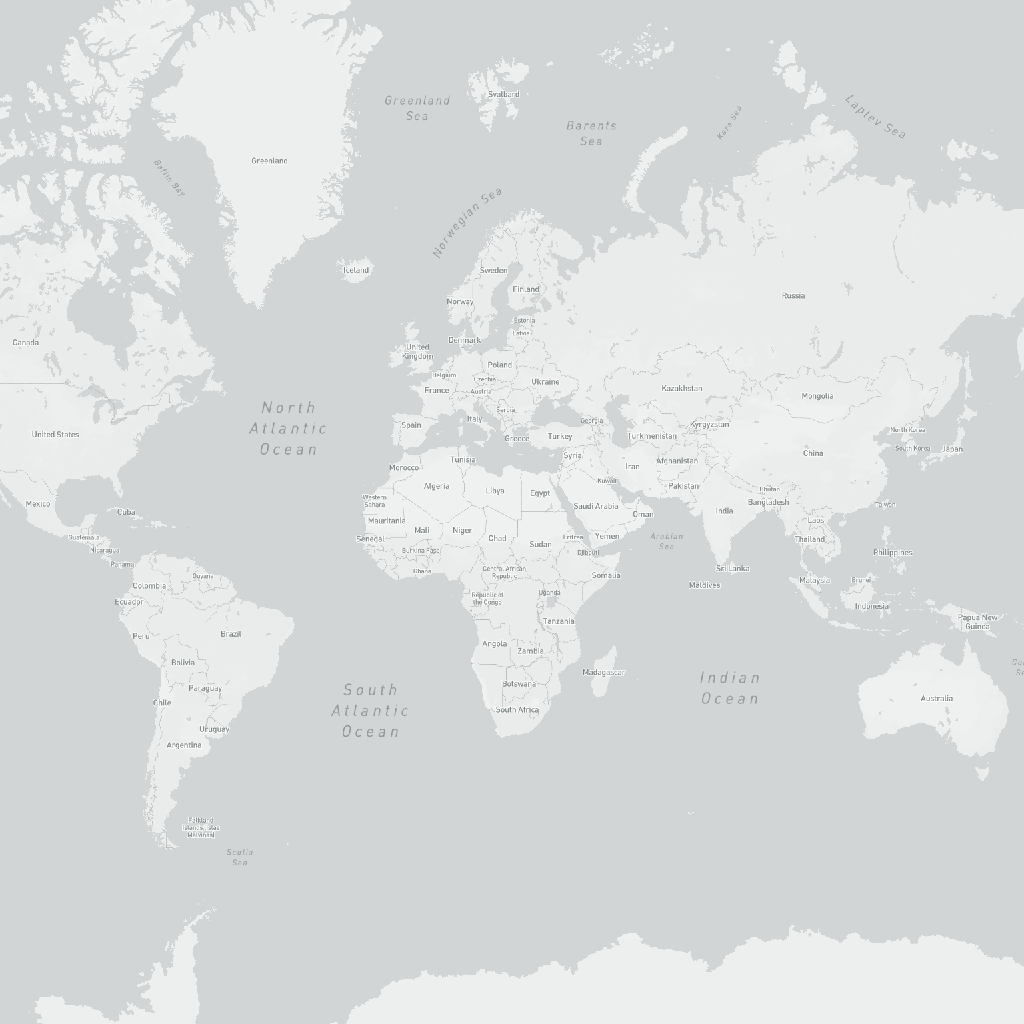 Greenland
Sea
Svalbard
Barents
Sea
Kara Sea
Laptev Sea
Greenland
Baffin Bay
Norwegian Sea
Iceland
Sweden
Finland
Norway
Russia
Estonia
Latvia
Canada
United
Kingdom
Denmark
Poland
Belgium
Czechia
Ukraine
France
Austria
Kazakhstan
Mongolia
North
Atlantic
Ocean
Serbia
Italy
Spain
Georgia
Kyrgyzstan
North Korea
United States
Greece
Turkey
Turkmenistan
South Korea
Japan
China
Syria
Tunisia
Morocco
Iran
Afghanistan
Kuwait
Algeria
Libya
Egypt
Pakistan
Bhutan
Mexico
Western
Sahara
Saudi Arabia
Bangladesh
Taiwan
Cuba
Oman
India
Mauritania
Laos
Mali
Niger
Guatemala
Senegal
Chad
Sudan
Eritrea
Yemen
Arabian
Sea
Thailand
Nicaragua
Burkina Faso
Djibouti
Philippines
Panama
Ghana
Central African
Republic
Somalia
Sri Lanka
Guyana
Colombia
Maldives
Malaysia
Brunei
Ecuador
Republic of
the Congo
Uganda
Indonesia
Tanzania
Papua New
Guinea
Peru
Brazil
Angola
Zambia
Bolivia
Madagascar
Indian
Ocean
Paraguay
South
Atlantic
Ocean
Botswana
Australia
Chile
South Africa
Uruguay
Argentina
Falkland
Islands (Islas
Malvinas)
Scotia
Sea